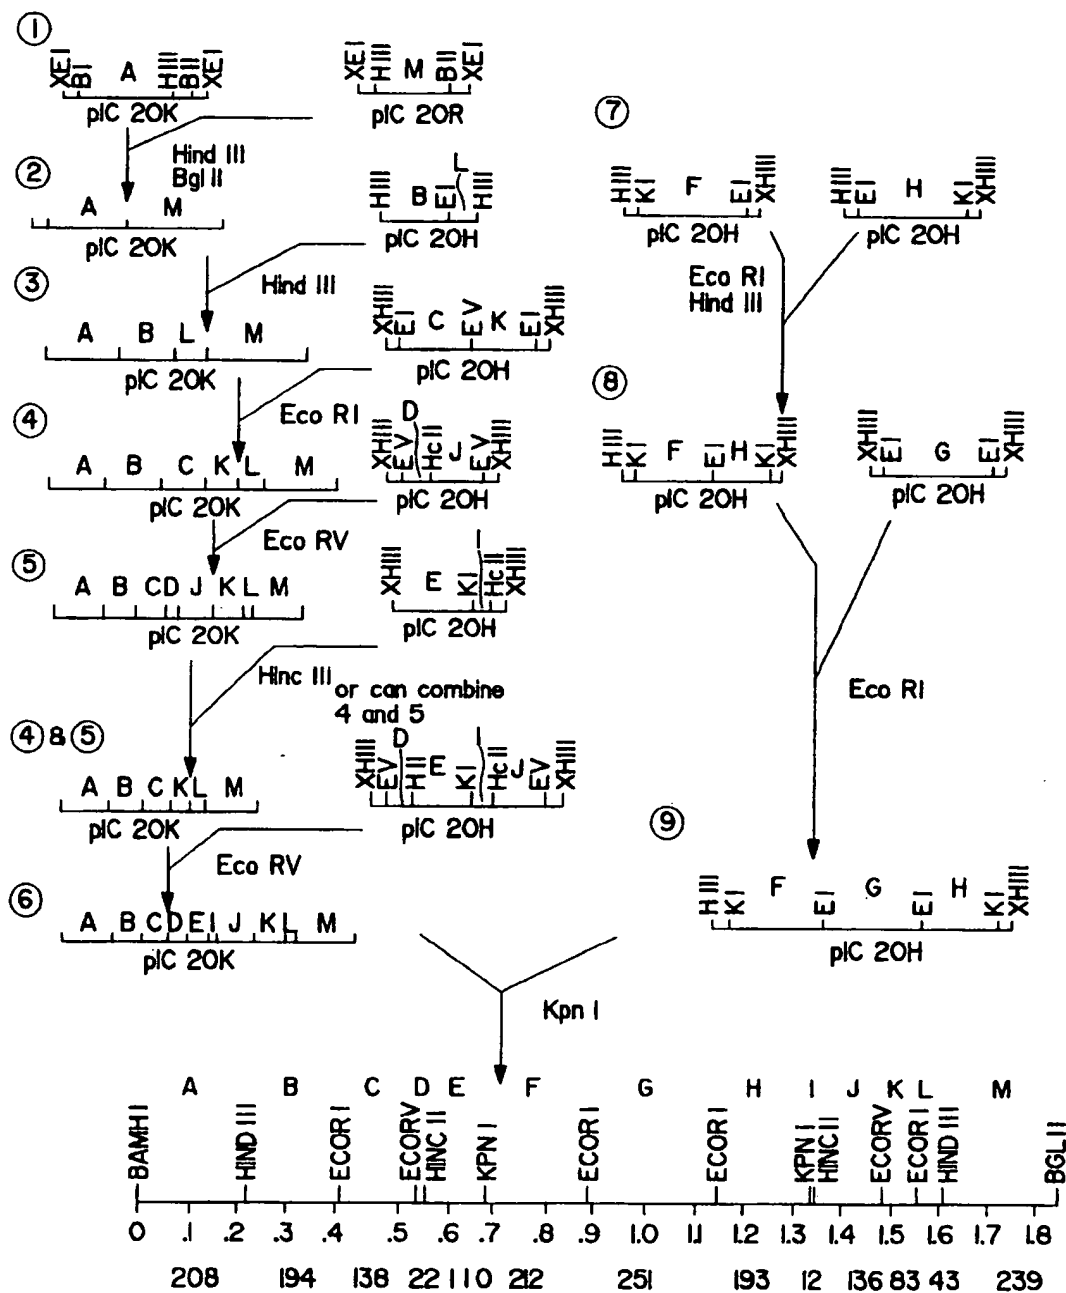 ①
XEI BI A HIII BII XEI
pIC 20K
XEI HIII M BII XEI
pIC 20R
Hind III
Bgl II
②
A M
pIC 20K
L
HIII B EI HIII
pIC 20H
Hind III
③
A B L M
pIC 20K
XHIII EI C EV K EI XHIII
pIC 20H
Eco RI
④
A B C K L M
pIC 20K
D
XHIII EV HcII J EV XHIII
pIC 20H
Eco RV
⑤
A B C D J K L M
pIC 20K
I
XHIII E KI HcII XHIII
pIC 20H
Hinc III
or can combine
4 and 5
④ & ⑤
A B C K L M
pIC 20K
D I
XHIII EV HII E KI HcII J EV XHIII
pIC 20H
Eco RV
⑥
A B C D E I J K L M
pIC 20K
⑦
HIII KI F EI XHIII
pIC 20H
HIII EI H KI XHIII
pIC 20H
Eco RI
Hind III
⑧
HIII KI F EI H KI XHIII
pIC 20H
XHIII EI G EI XHIII
pIC 20H
Eco RI
⑨
HIII KI F EI G EI H KI XHIII
pIC 20H
Kpn I
A B C D E F G H I J K L M
BAMH I HIND III ECOR I ECORV HINC II KPN I ECOR I ECOR I KPN I HINC II ECORV ECOR I HIND III BGL II
0 .1 .2 .3 .4 .5 .6 .7 .8 .9 1.0 1.1 1.2 1.3 1.4 1.5 1.6 1.7 1.8
208 194 138 22 110 212 251 193 12 136 83 43 239